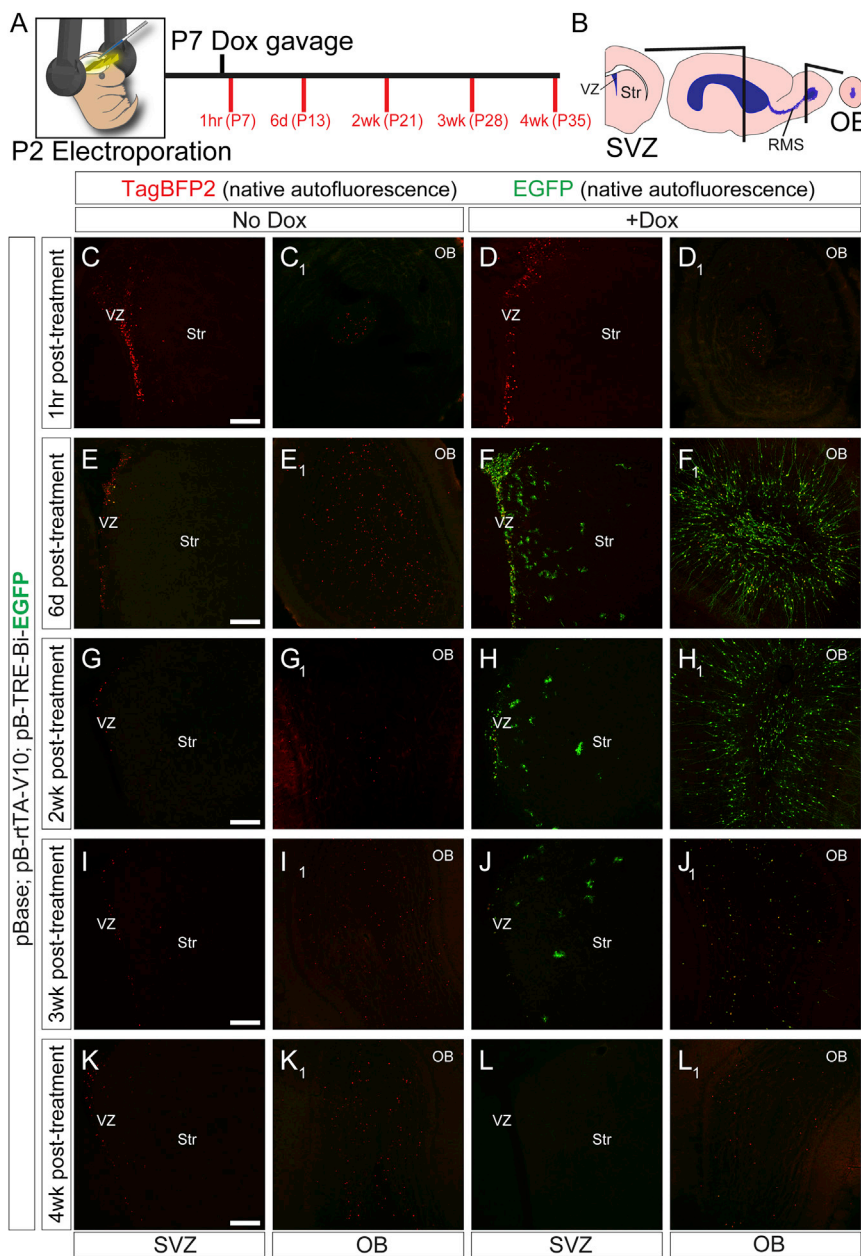 A
P7 Dox gavage
1hr (P7)
6d (P13)
2wk (P21)
3wk (P28)
4wk (P35)
P2 Electroporation
B
VZ
Str
SVZ
RMS
OB
TagBFP2 (native autofluorescence)
EGFP (native autofluorescence)
No Dox
+Dox
pBase; pB-rtTA-V10; pB-TRE-Bi-EGFP
1hr post-treatment
C
VZ
Str
C1
OB
D
VZ
Str
D1
OB
6d post-treatment
E
VZ
Str
E1
OB
F
VZ
Str
F1
OB
2wk post-treatment
G
VZ
Str
G1
OB
H
VZ
Str
H1
OB
3wk post-treatment
I
VZ
Str
I1
OB
J
VZ
Str
J1
OB
4wk post-treatment
K
VZ
Str
K1
OB
L
VZ
Str
L1
OB
SVZ
OB
SVZ
OB